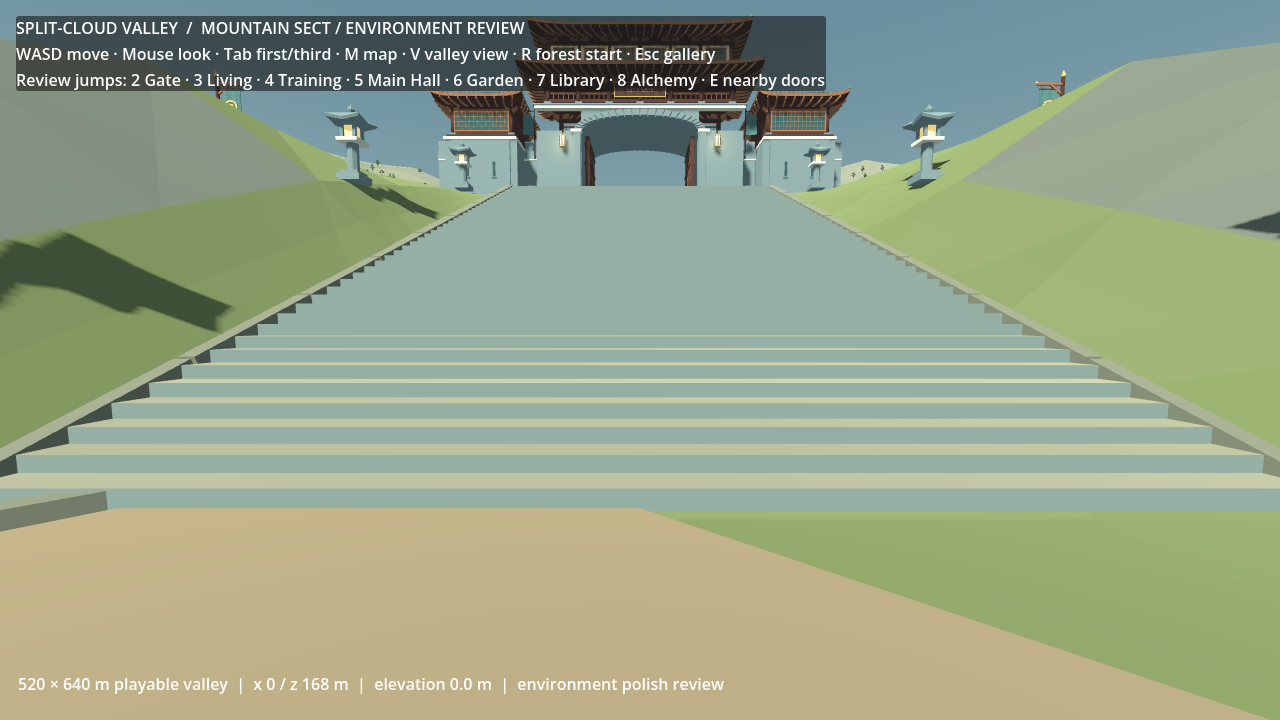 SPLIT-CLOUD VALLEY / MOUNTAIN SECT / ENVIRONMENT REVIEW
WASD move · Mouse look · Tab first/third · M map · V valley view · R forest start · Esc gallery
Review jumps: 2 Gate · 3 Living · 4 Training · 5 Main Hall · 6 Garden · 7 Library · 8 Alchemy · E nearby doors
520 × 640 m playable valley | x 0 / z 168 m | elevation 0.0 m | environment polish review